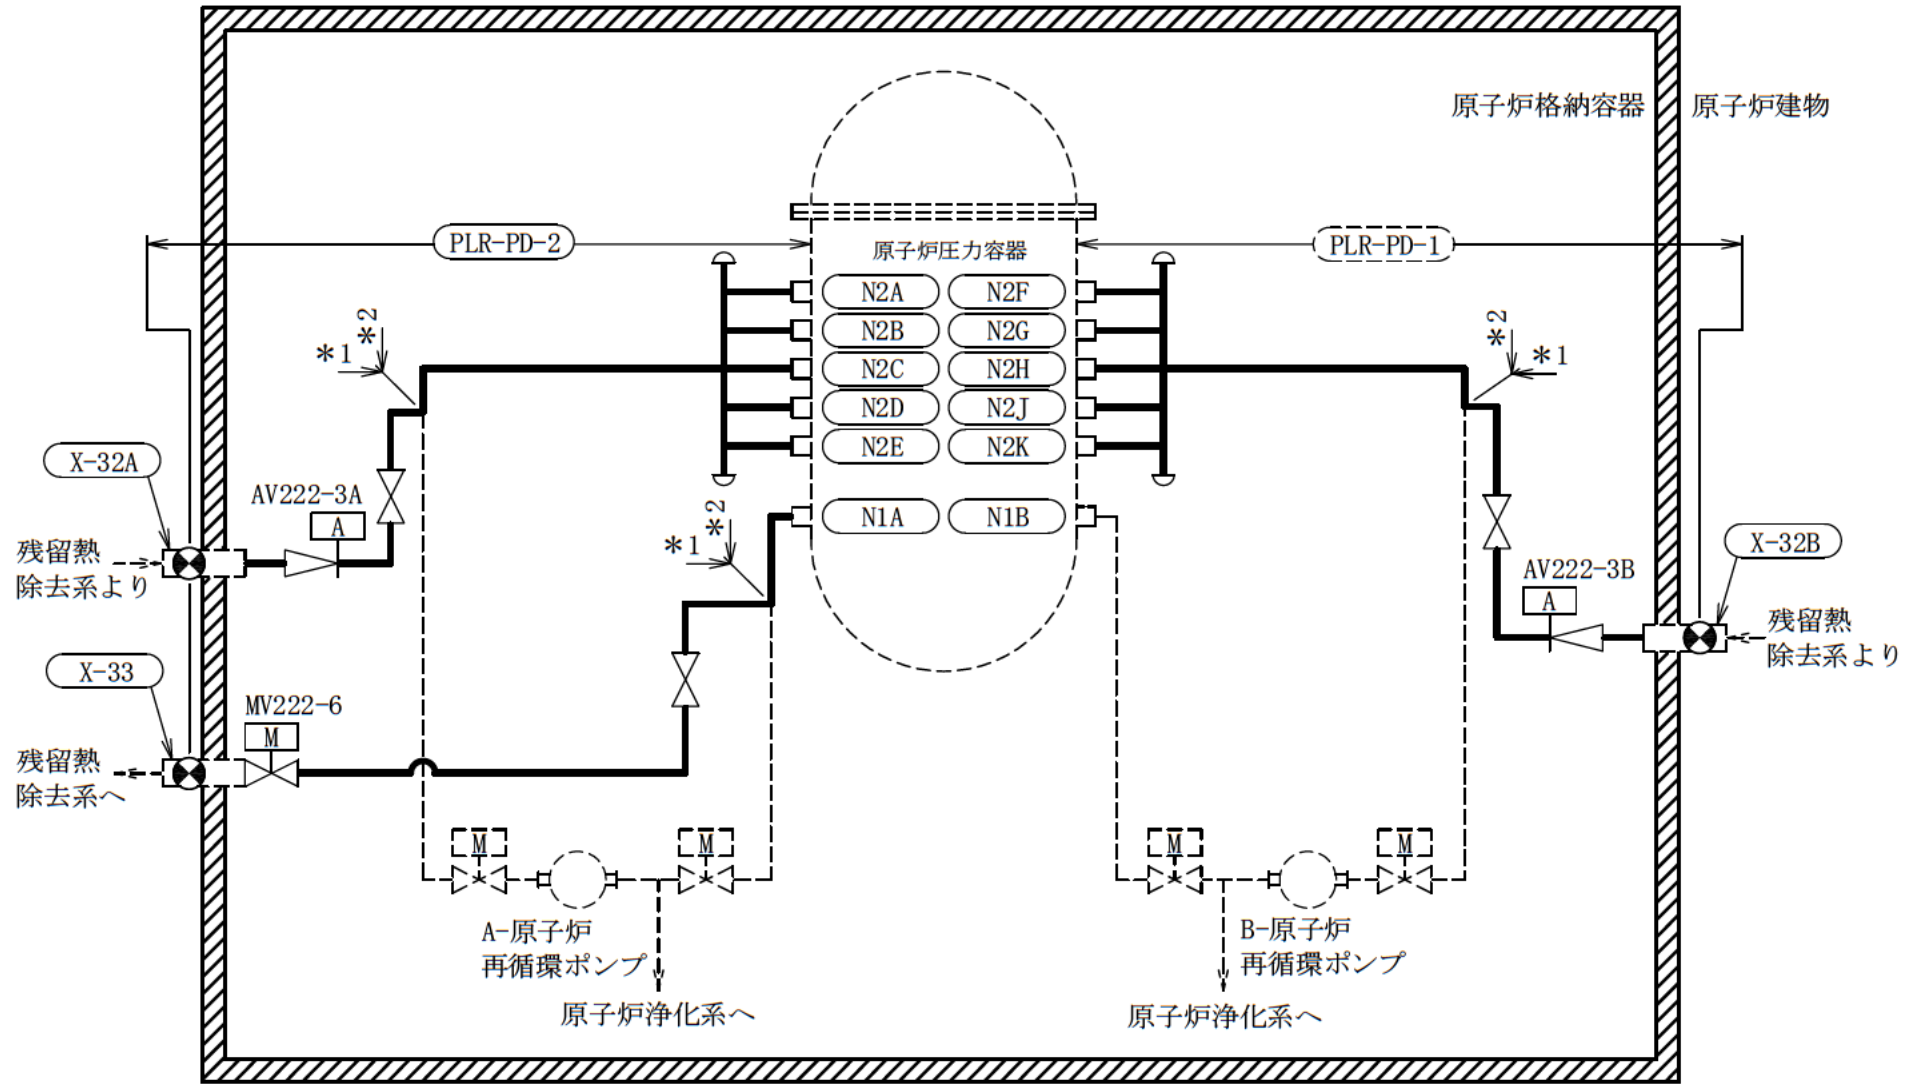 原子炉格納容器
原子炉建物
PLR-PD-2
PLR-PD-1
原子炉圧力容器
N2A
N2F
N2B
N2G
N2C
N2H
N2D
N2J
N2E
N2K
N1A
N1B
*1
*2
*2
*1
*1
*2
X-32A
AV222-3A
A
残留熱
除去系より
X-33
MV222-6
M
残留熱
除去系へ
X-32B
AV222-3B
A
残留熱
除去系より
M
M
A-原子炉
再循環ポンプ
原子炉浄化系へ
M
M
B-原子炉
再循環ポンプ
原子炉浄化系へ